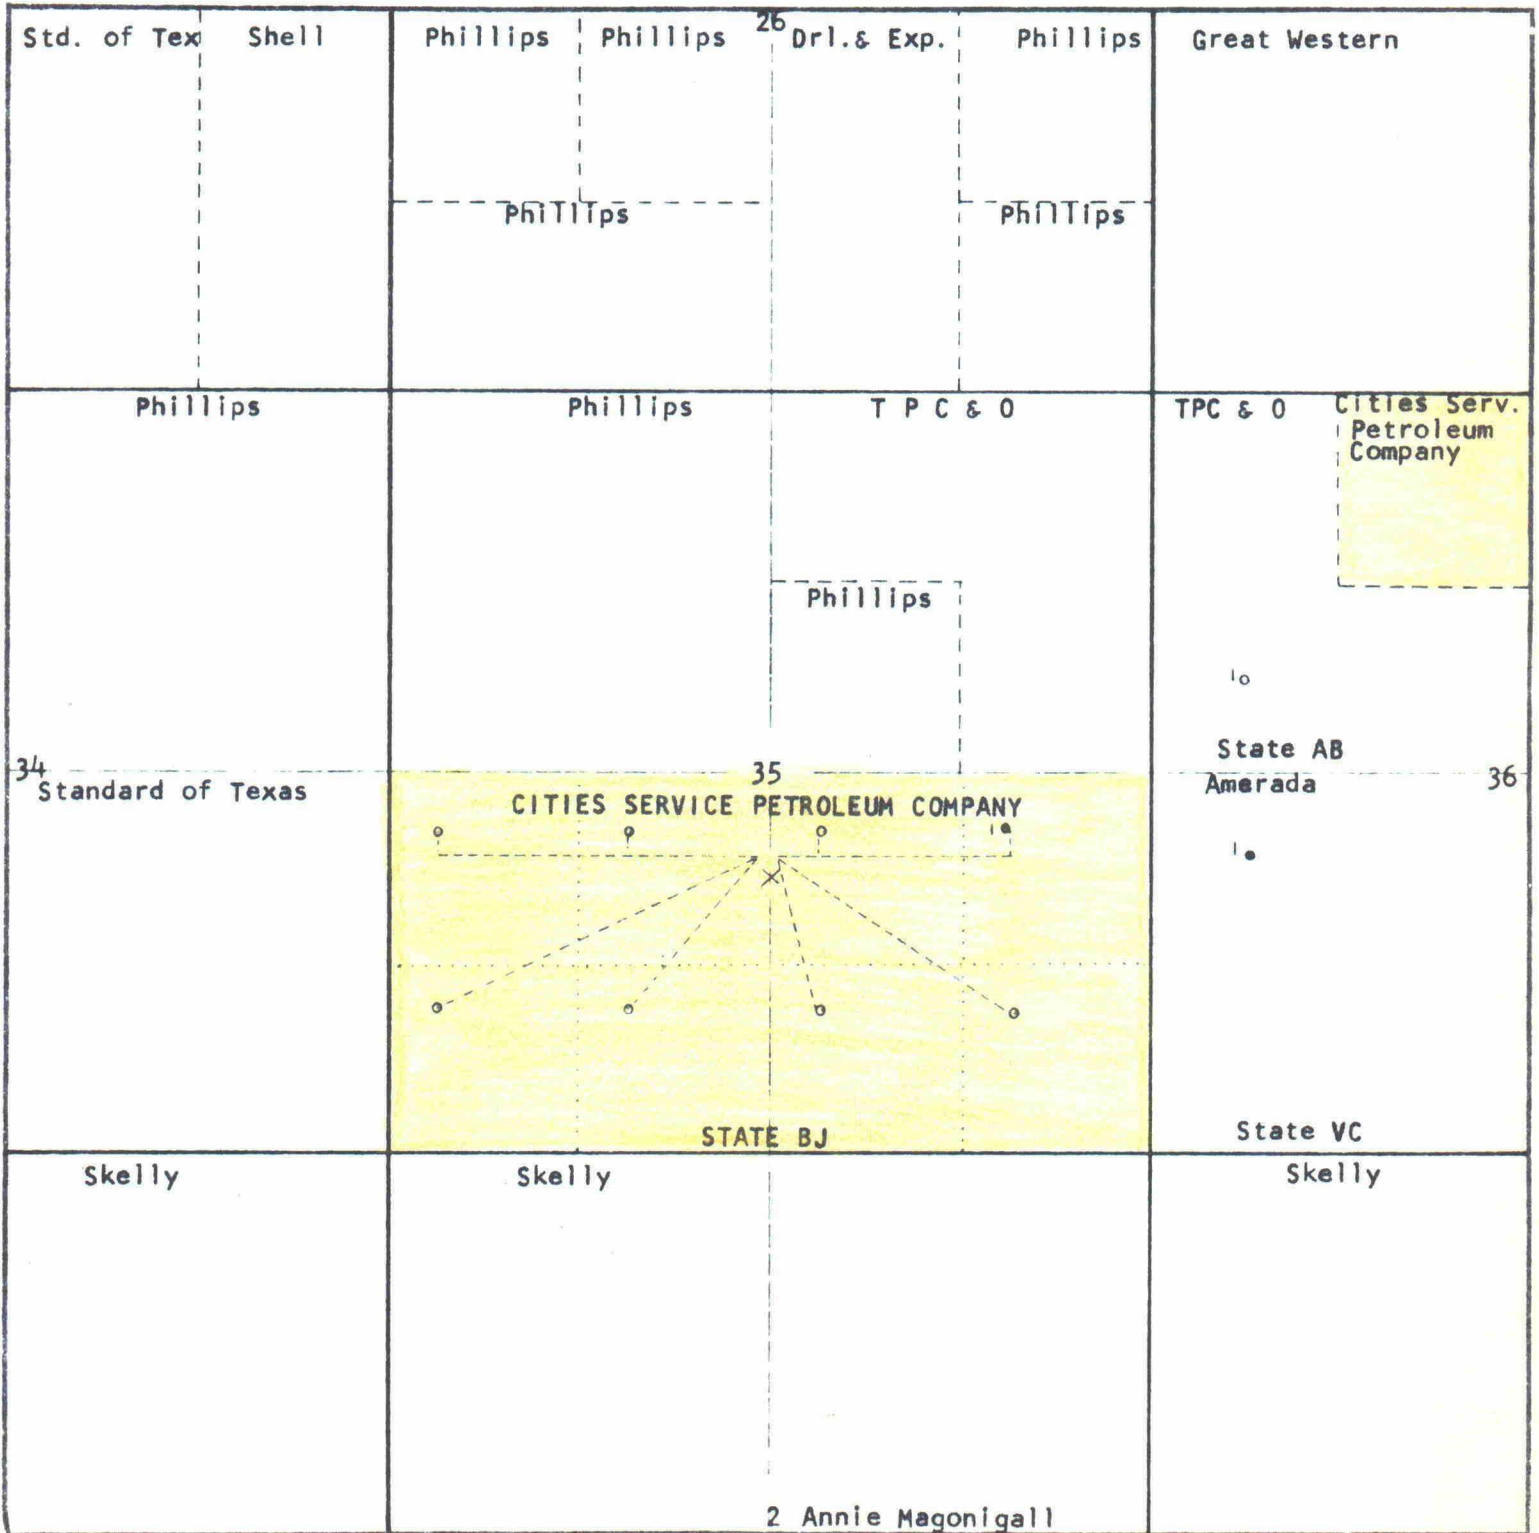 26
Std. of Tex Shell Phillips Phillips Drl.& Exp. Phillips Great Western
Phillips Phillips
Phillips Phillips T P C & O TPC & O Cities Serv.
Petroleum
Company
Phillips
1
State AB
34 35 36
Standard of Texas Amerada
CITIES SERVICE PETROLEUM COMPANY
1
1
STATE BJ State VC
Skelly Skelly Skelly
2 Annie Magonigall